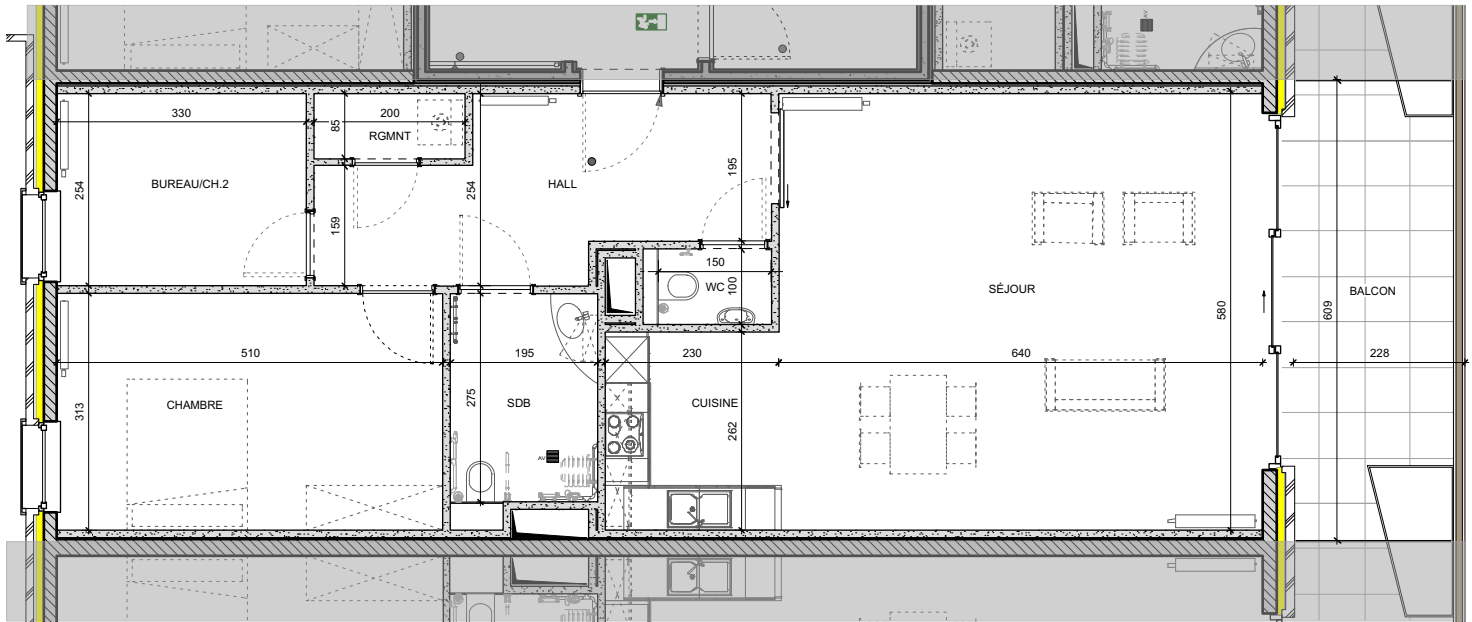 AV
330
200
85
RGMNT
BUREAU/CH.2
254
159
254
HALL
195
150
WC
100
SÉJOUR
580
609
BALCON
510
195
230
640
228
313
CHAMBRE
275
SDB
CUISINE
262
AV